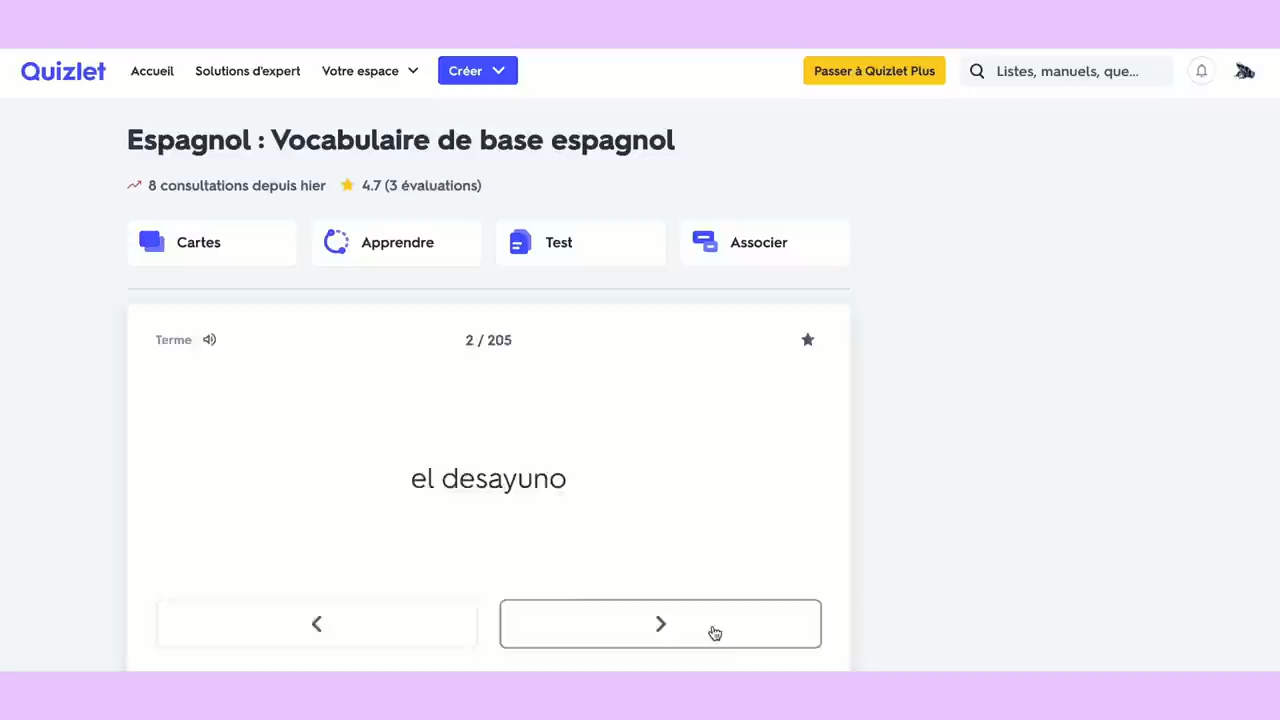 Quizlet Accueil Solutions d'expert Votre espace Créer Passer à Quizlet Plus Listes, manuels, que...
Espagnol : Vocabulaire de base espagnol
8 consultations depuis hier 4.7 (3 évaluations)
Cartes Apprendre Test Associer
Terme 2 / 205
el desayuno